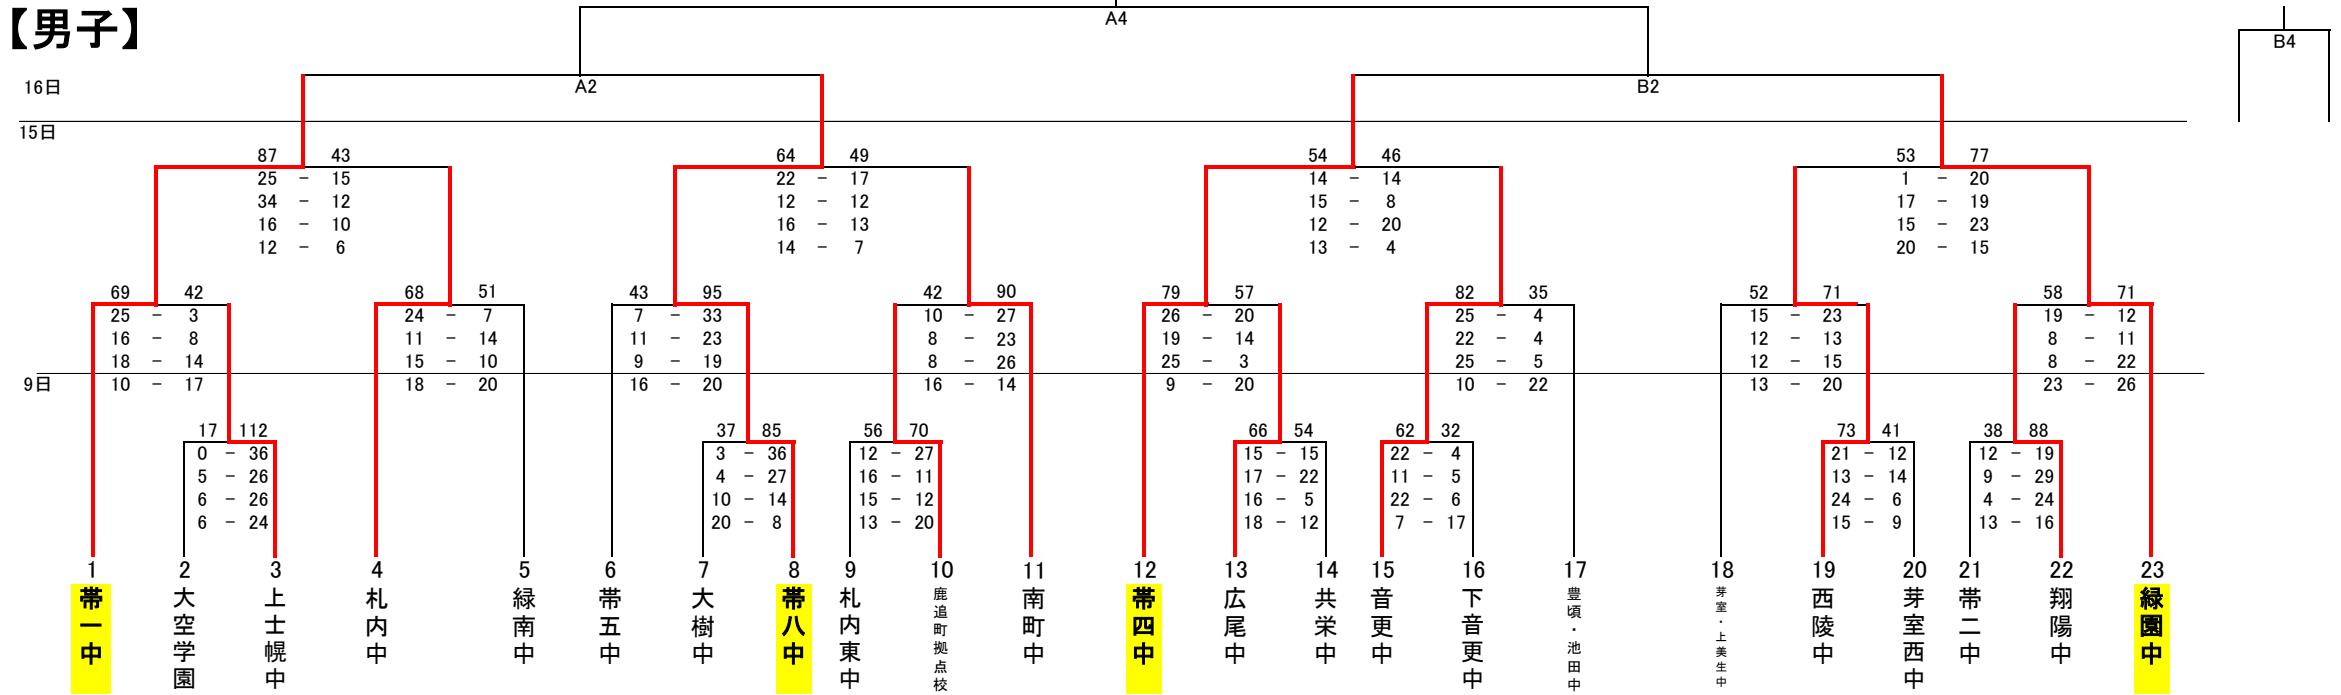 【男子】
A4
B4
16日
A2
B2
15日
87 43
25 - 15
34 - 12
16 - 10
12 - 6
64 49
22 - 17
12 - 12
16 - 13
14 - 7
54 46
14 - 14
15 - 8
12 - 20
13 - 4
53 77
1 - 20
17 - 19
15 - 23
20 - 15
69 42
25 - 3
16 - 8
18 - 14
10 - 17
68 51
24 - 7
11 - 14
15 - 10
18 - 20
43 95
7 - 33
11 - 23
9 - 19
16 - 20
42 90
10 - 27
8 - 23
8 - 26
16 - 14
79 57
26 - 20
19 - 14
25 - 3
9 - 20
82 35
25 - 4
22 - 4
25 - 5
10 - 22
52 71
15 - 23
12 - 13
12 - 15
13 - 20
58 71
19 - 12
8 - 11
8 - 22
23 - 26
9日
17 112
0 - 36
5 - 26
6 - 26
6 - 24
37 85
3 - 36
4 - 27
10 - 14
20 - 8
56 70
12 - 27
16 - 11
15 - 12
13 - 20
66 54
15 - 15
17 - 22
16 - 5
18 - 12
62 32
22 - 4
11 - 5
22 - 6
7 - 17
73 41
21 - 12
13 - 14
24 - 6
15 - 9
38 88
12 - 19
9 - 29
4 - 24
13 - 16
1 帯一中
2 大空学園
3 上士幌中
4 札内中
5 緑南中
6 帯五中
7 大樹中
8 帯八中
9 札内東中
10 鹿追町拠点校
11 南町中
12 帯四中
13 広尾中
14 共栄中
15 音更中
16 下音更中
17 豊頃・池田中
18 芽室・上美生中
19 西陵中
20 芽室西中
21 帯二中
22 翔陽中
23 緑園中